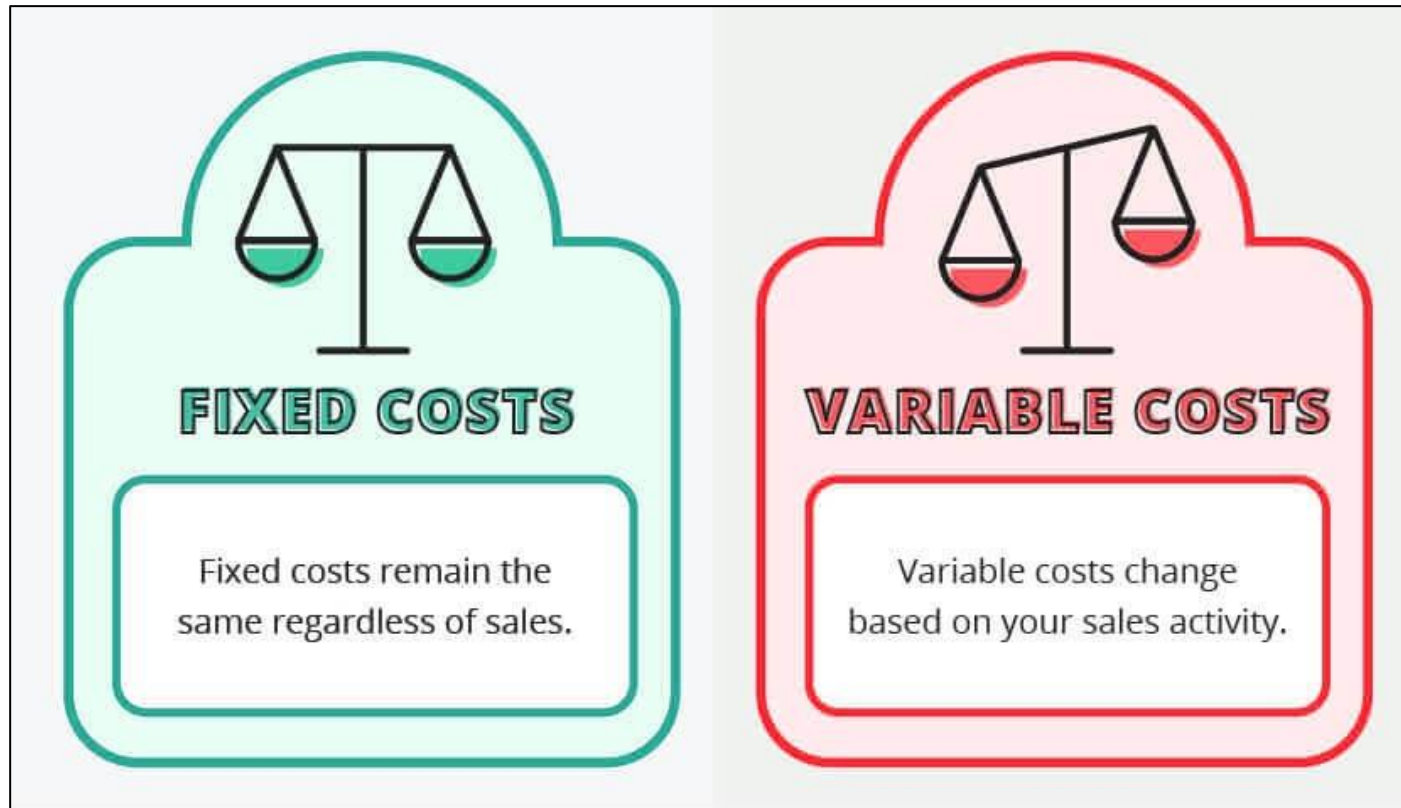 FIXED COSTS
Fixed costs remain the
same regardless of sales.
VARIABLE COSTS
Variable costs change
based on your sales activity.